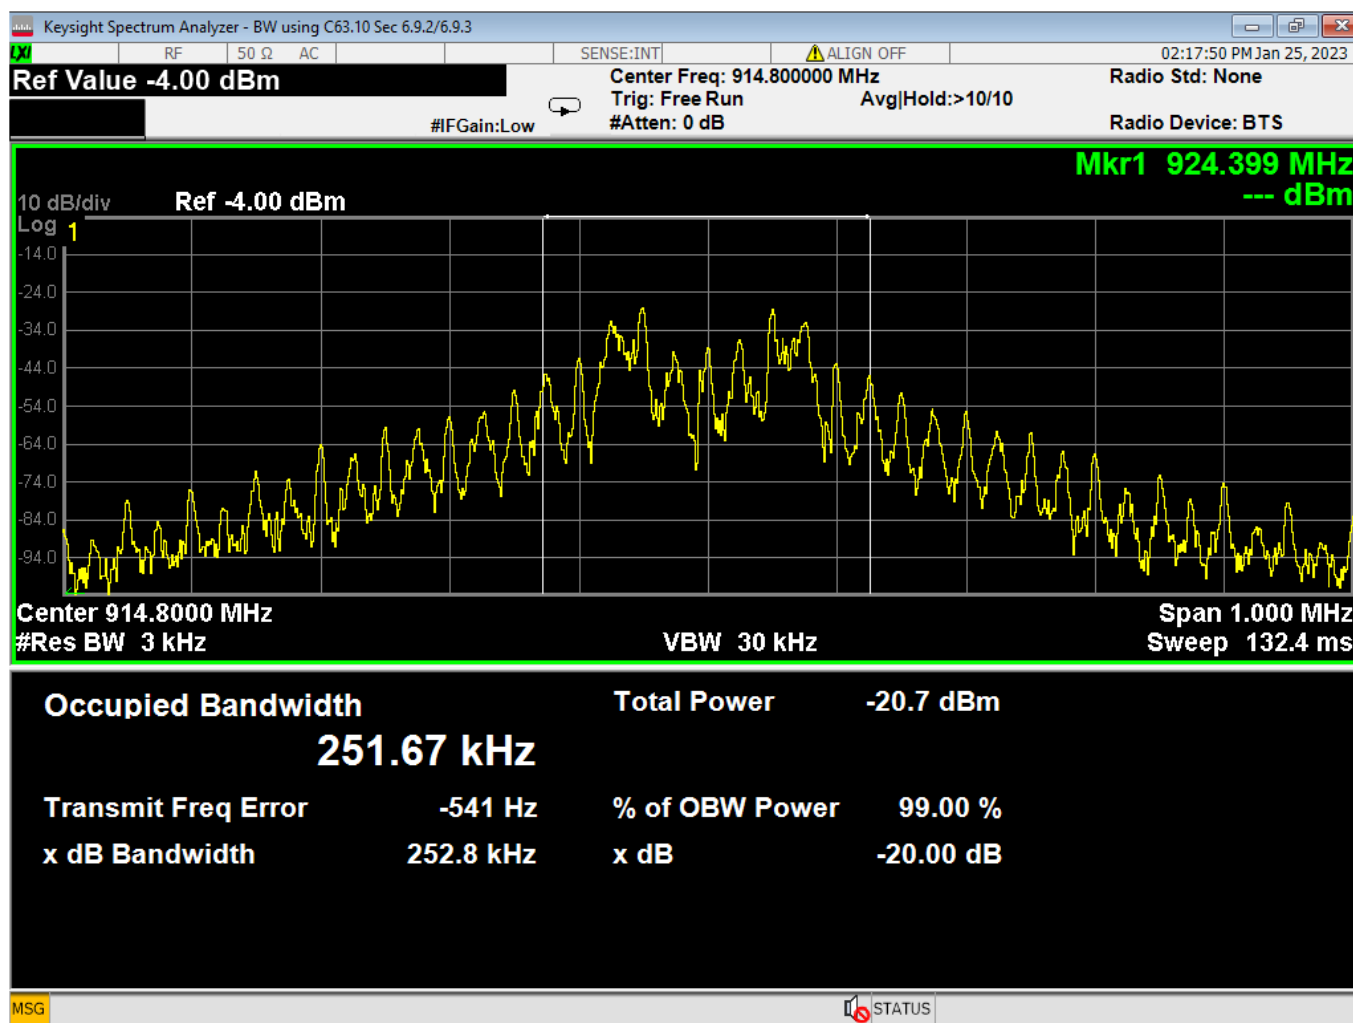 Keysight Spectrum Analyzer - BW using C63.10 Sec 6.9.2/6.9.3
LXI RF 50 Ω AC SENSE:INT ALIGN OFF 02:17:50 PM Jan 25, 2023
Ref Value -4.00 dBm
Center Freq: 914.800000 MHz
Radio Std: None
Trig: Free Run Avg|Hold:>10/10
#IFGain:Low
#Atten: 0 dB
Radio Device: BTS
Mkr1 924.399 MHz
--- dBm
10 dB/div Ref -4.00 dBm
Log
1
-14.0
-24.0
-34.0
-44.0
-54.0
-64.0
-74.0
-84.0
-94.0
Center 914.8000 MHz Span 1.000 MHz
#Res BW 3 kHz VBW 30 kHz Sweep 132.4 ms
Occupied Bandwidth Total Power -20.7 dBm
251.67 kHz
Transmit Freq Error -541 Hz % of OBW Power 99.00 %
x dB Bandwidth 252.8 kHz x dB -20.00 dB
MSG STATUS